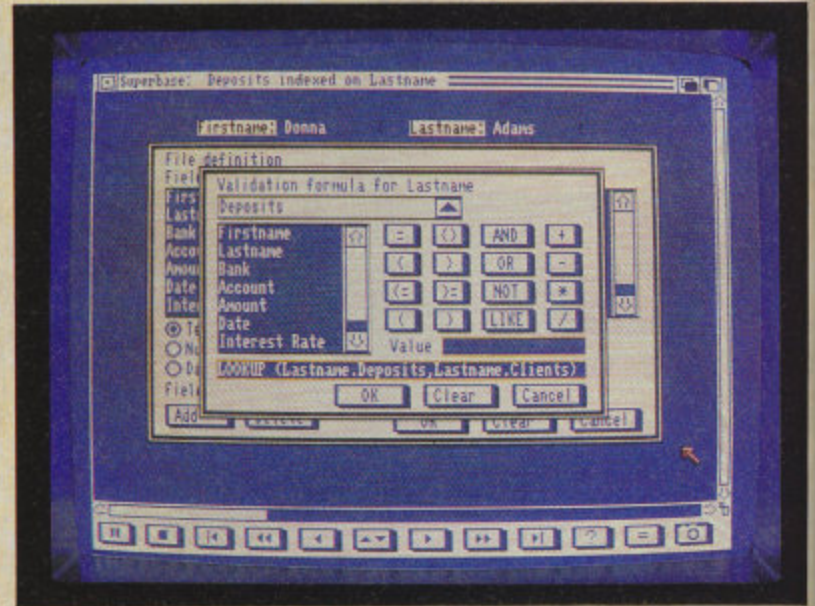 Superbase: Deposits indexed on Lastname
Firstname: Donna Lastname: Adams
File definition
Validation formula for Lastname
Deposits
Firstname
Lastname
Bank
Account
Amount
Date
Interest Rate
= <> AND +
< > OR -
<= >= NOT *
( ) LIKE /
Value
LOOKUP (Lastname.Deposits,Lastname.Clients)
OK Clear Cancel
Add
OK Clear Cancel
? =